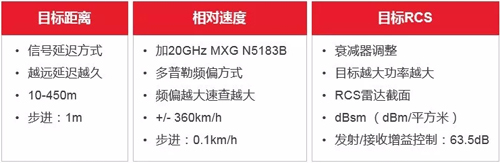 目标距离
信号延迟方式
越远延迟越久
10-450m
步进：1m
相对速度
加20GHz MXG N5183B
多普勒频偏方式
频偏越大速查越大
+/- 360km/h
步进：0.1km/h
目标RCS
衰减器调整
目标越大功率越大
RCS雷达截面
dBsm （dBm/平方米）
发射/接收增益控制：63.5dB